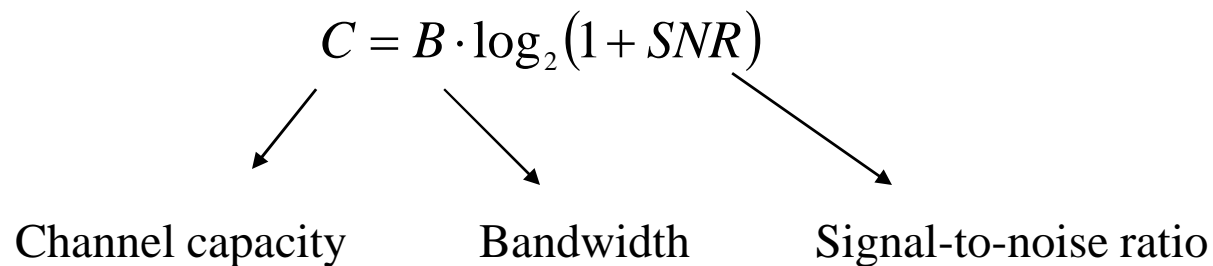 C = B · log₂(1 + SNR)
Channel capacity Bandwidth Signal-to-noise ratio